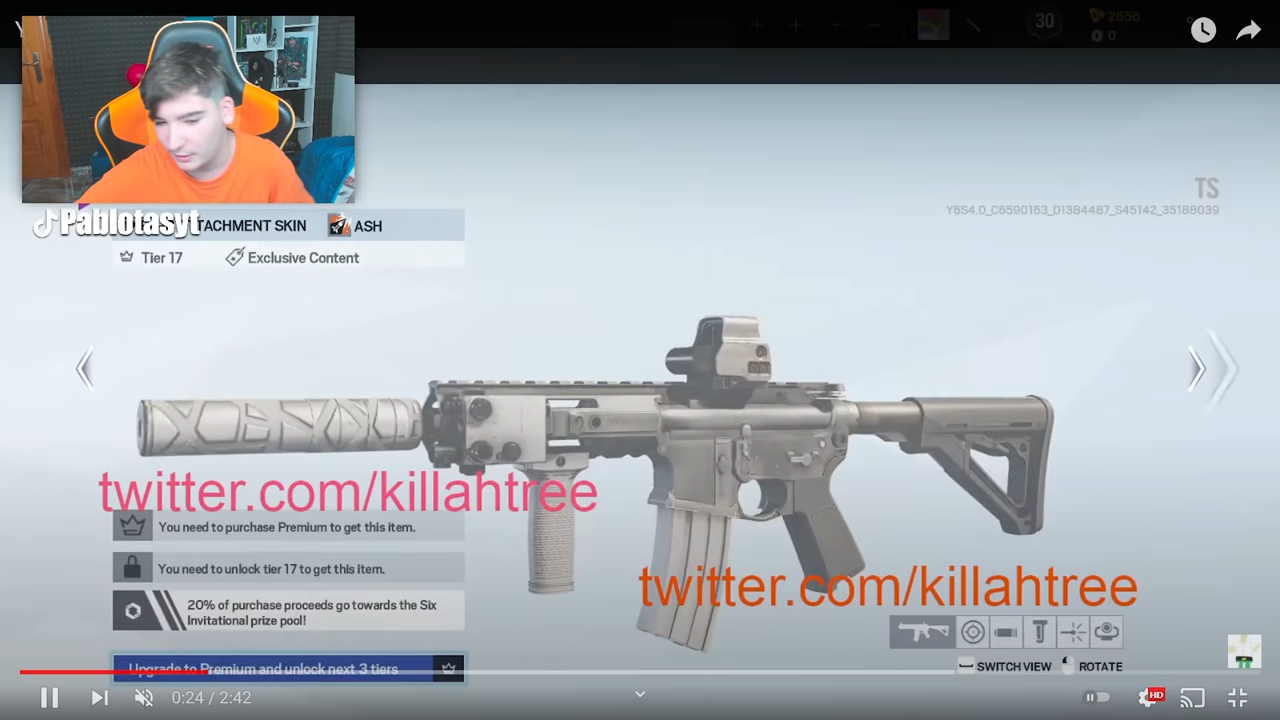 30
2656
0
TS
Y6S4.0_C6590163_D1384487_S45142_35188039
Pablotasyt
TACHMENT SKIN
ASH
Tier 17
Exclusive Content
twitter.com/killahtree
You need to purchase Premium to get this item.
You need to unlock tier 17 to get this item.
20% of purchase proceeds go towards the Six
Invitational prize pool!
twitter.com/killahtree
Upgrade to Premium and unlock next 3 tiers
SWITCH VIEW
ROTATE
0:24 / 2:42
HD